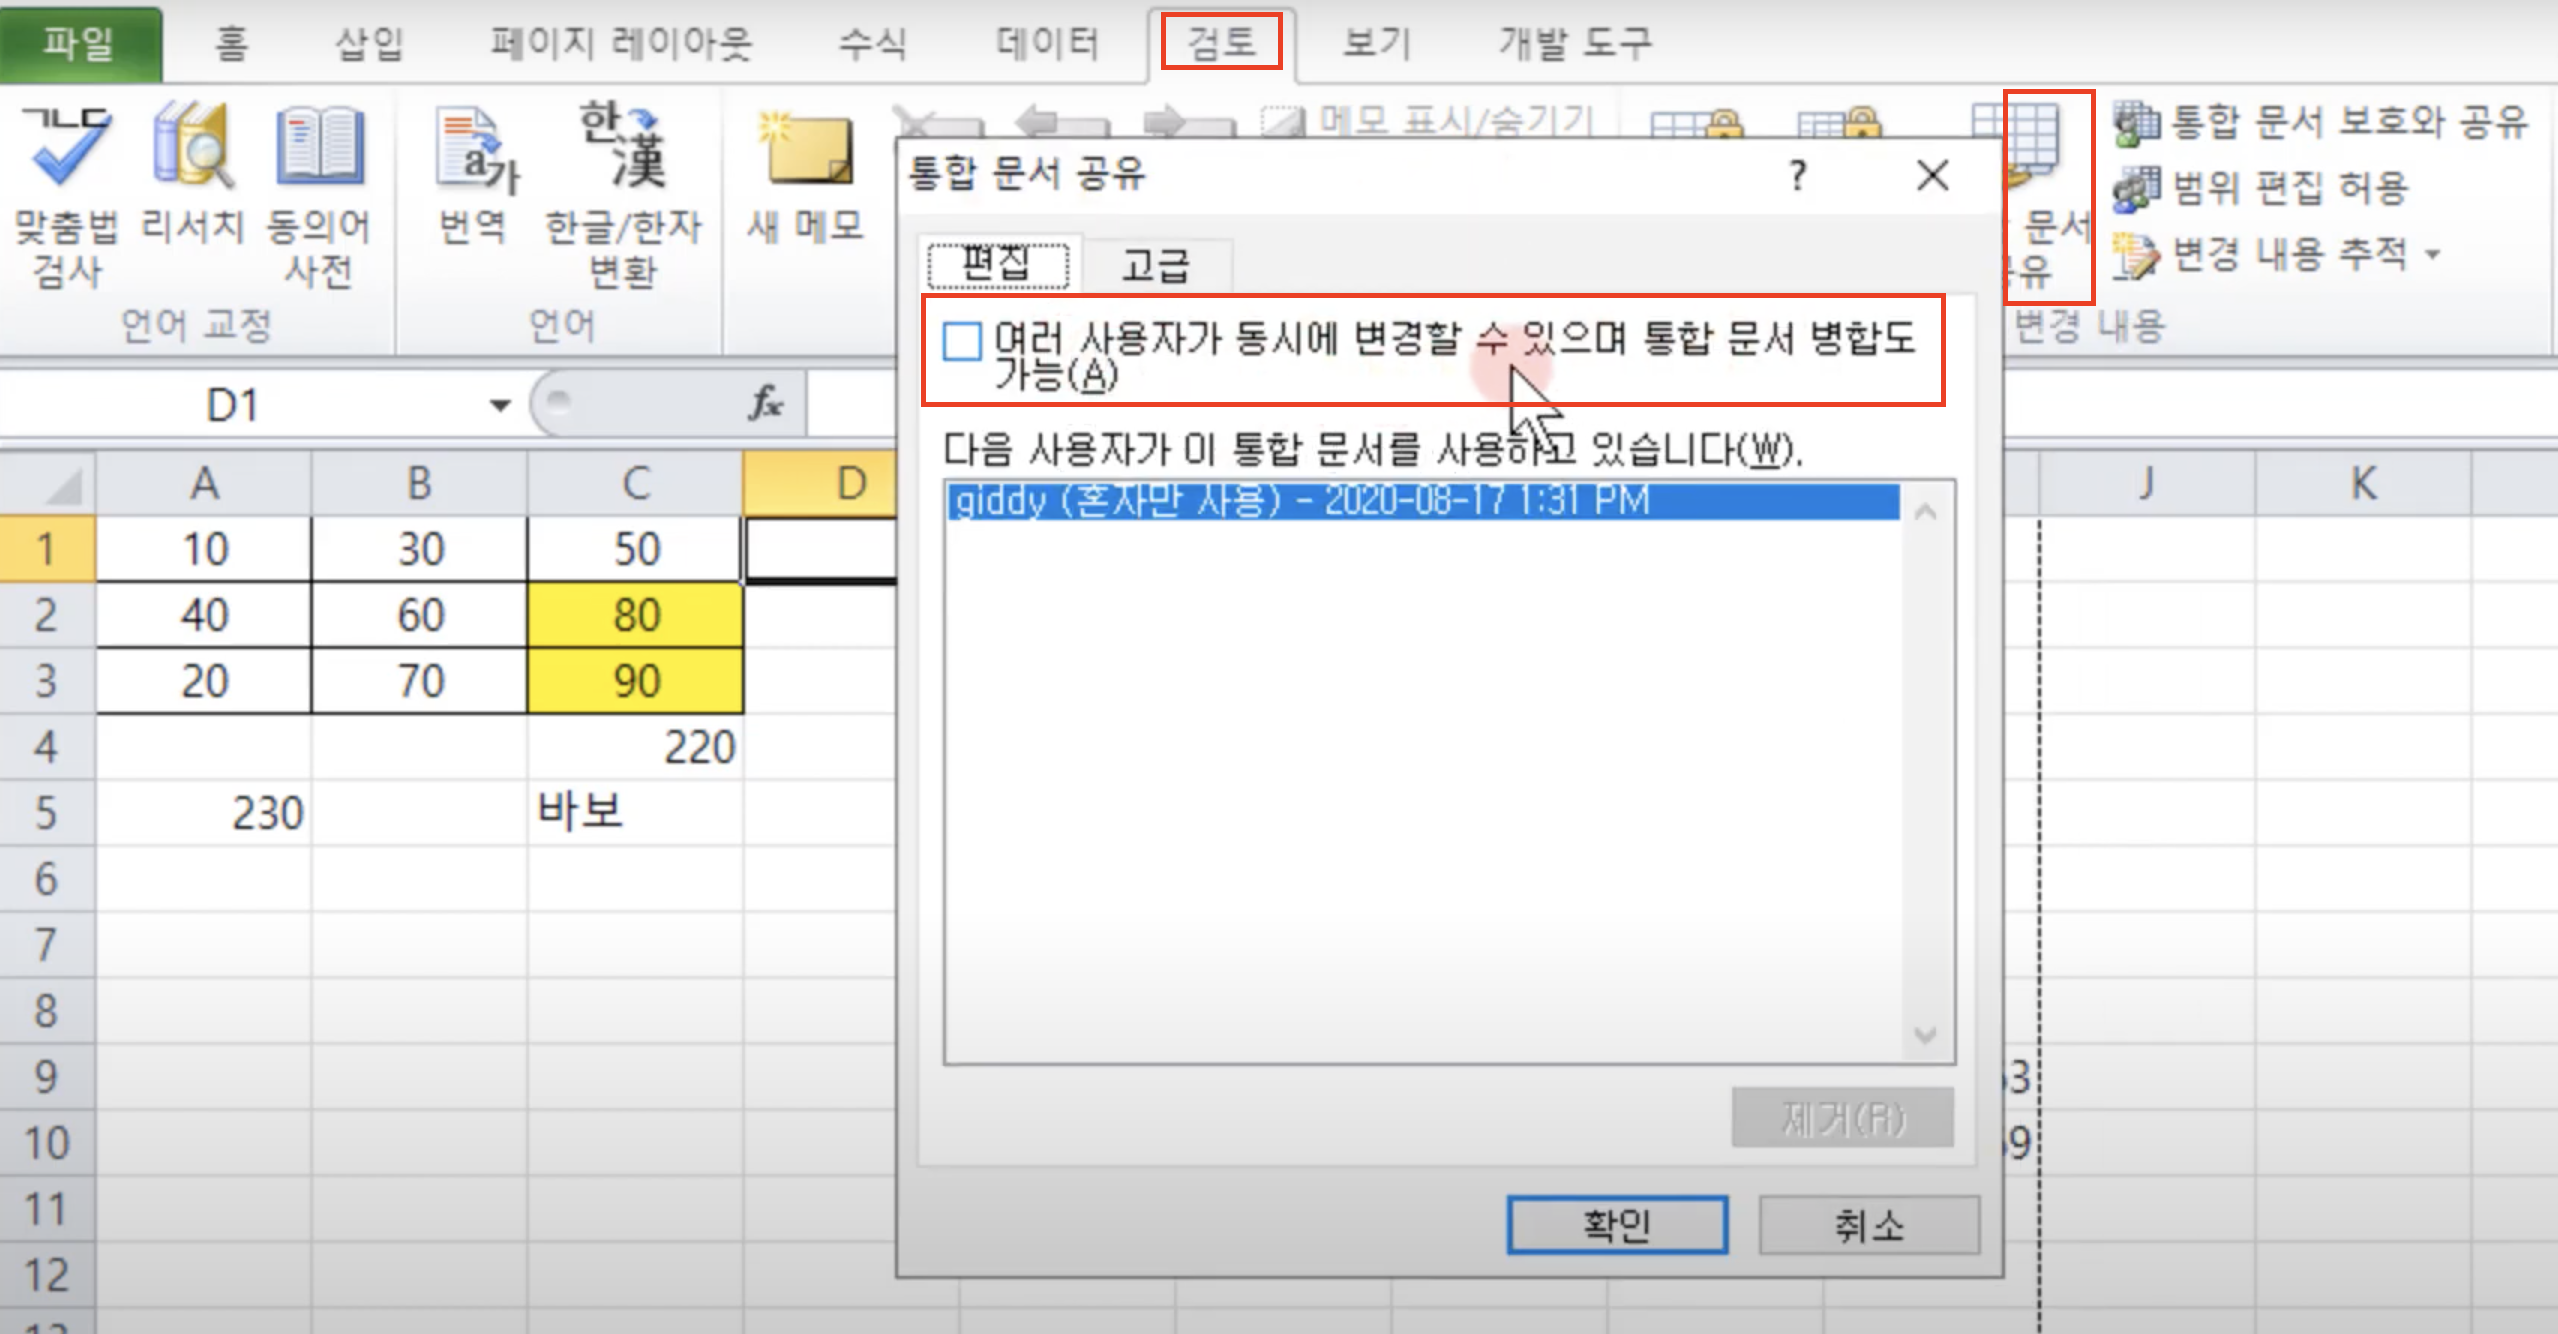 파일 홈 삽입 페이지 레이아웃 수식 데이터 검토 보기 개발 도구
맞춤법 검사
리서치
동의어 사전
언어 교정
번역
한글/한자 변환
언어
새 메모
메모 표시/숨기기
문서
유
통합 문서 보호와 공유
범위 편집 허용
변경 내용 추적
변경 내용
D1 fx
통합 문서 공유 ?
편집 고급
여러 사용자가 동시에 변경할 수 있으며 통합 문서 병합도
가능(A)
다음 사용자가 이 통합 문서를 사용하고 있습니다(W).
giddy (혼자만 사용) - 2020-08-17 1:31 PM
제거(R)
확인 취소
A B C D J K
1 10 30 50
2 40 60 80
3 20 70 90
4 220
5 230 바보
6
7
8
9 3
10 9
11
12